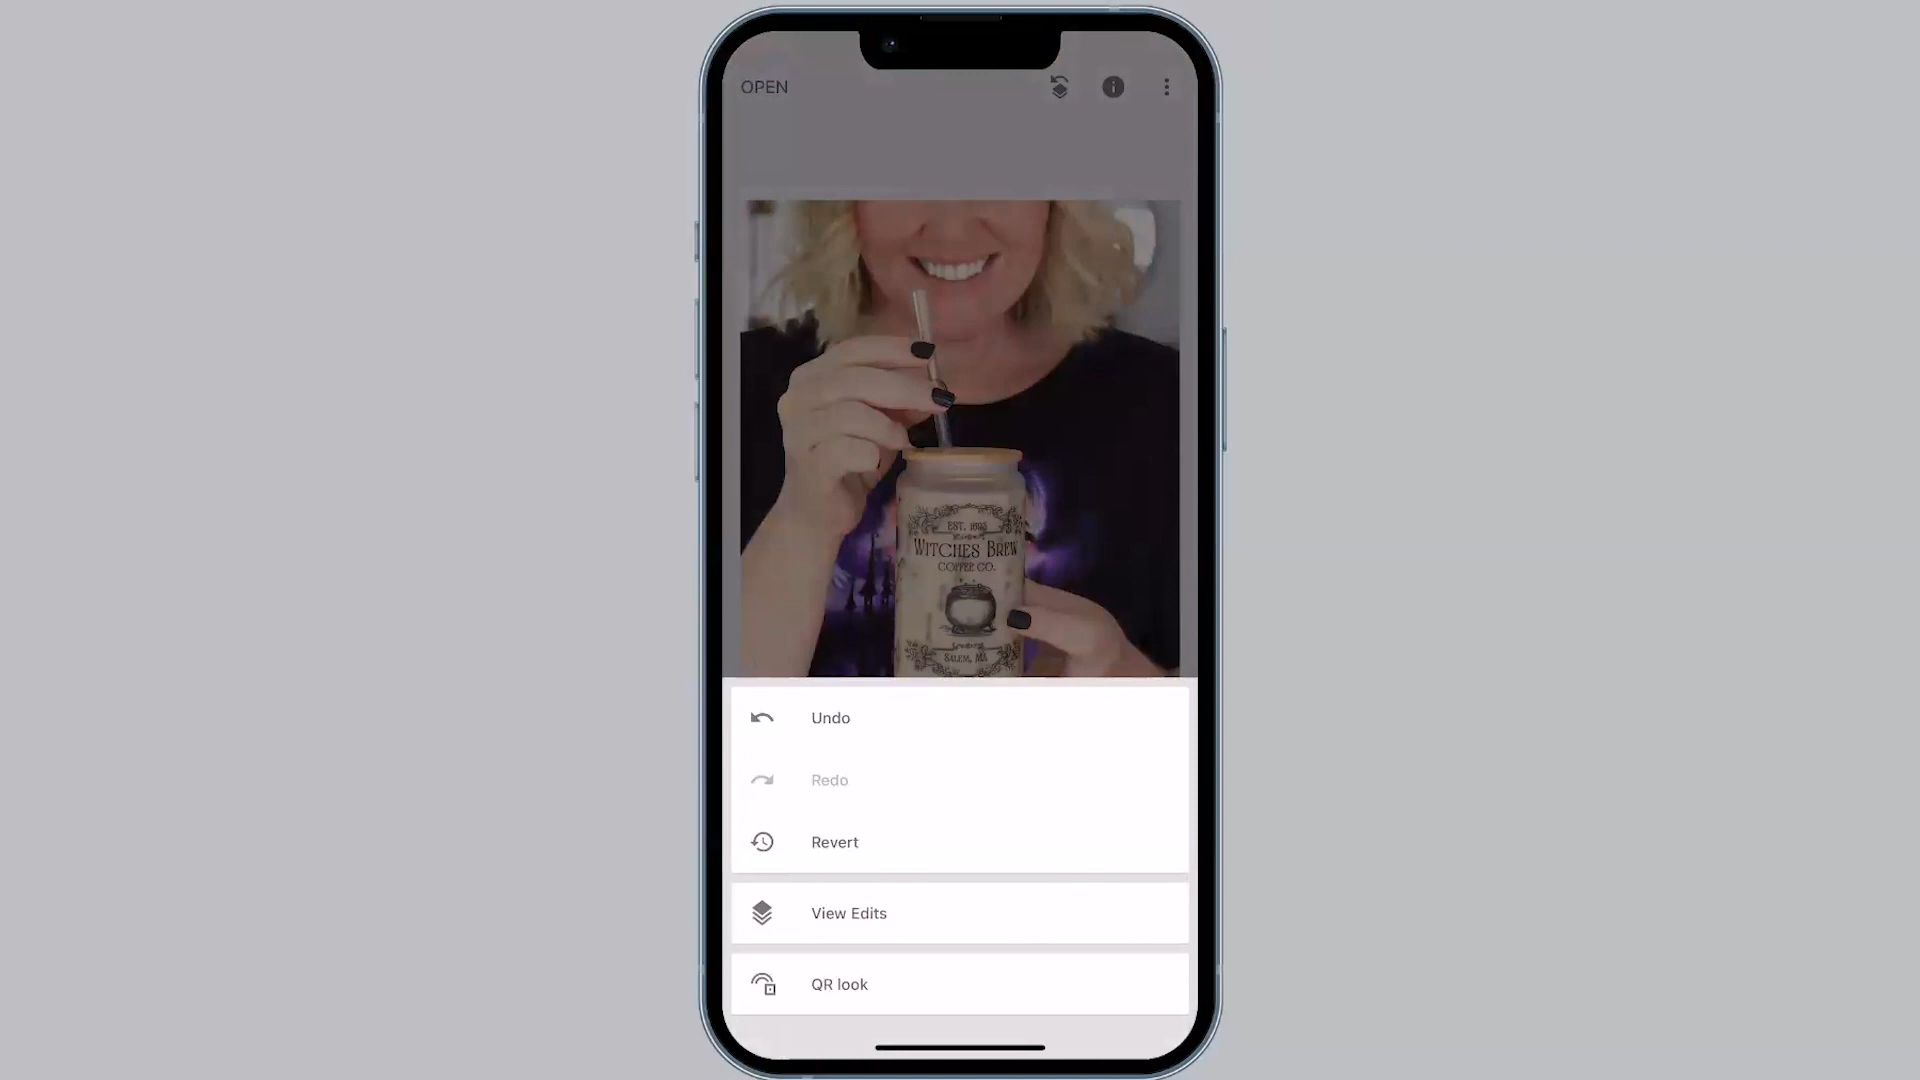 OPEN
EST. 1692
WITCHES BREW
COFFEE CO.
SALEM, MA
Undo
Redo
Revert
View Edits
QR look